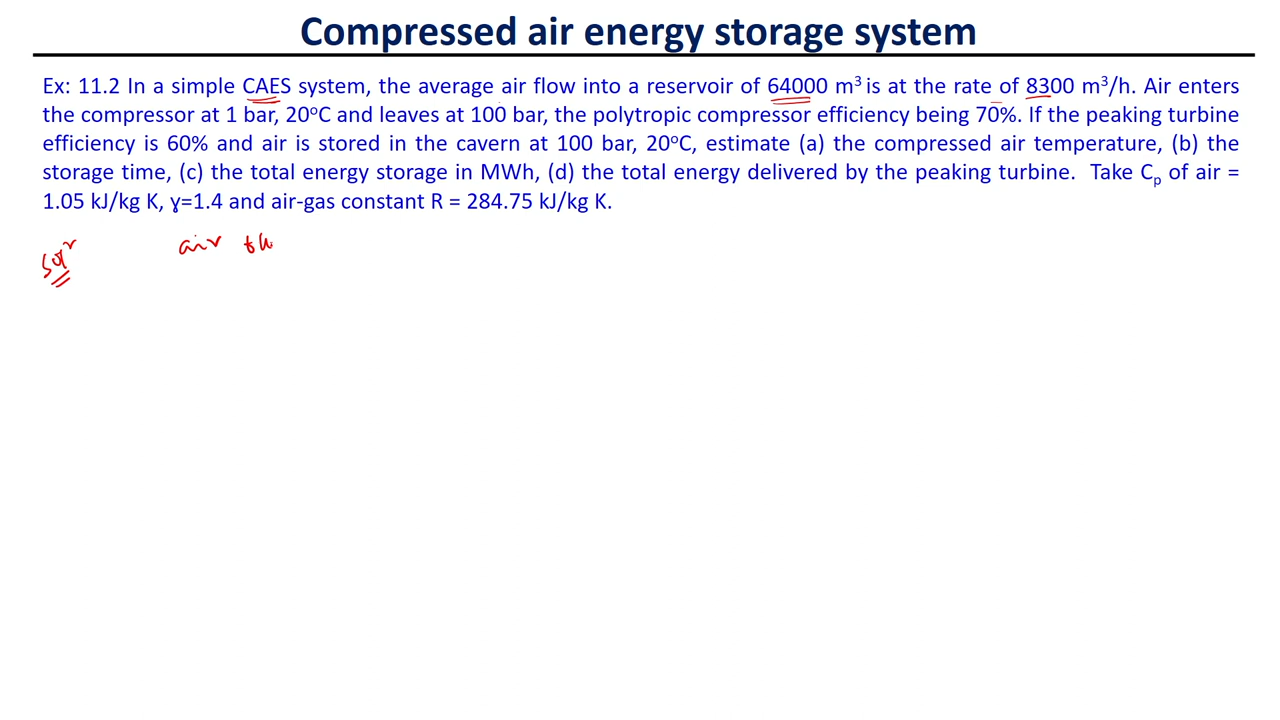 Compressed air energy storage system
Ex: 11.2 In a simple CAES system, the average air flow into a reservoir of 64000 m³ is at the rate of 8300 m³/h. Air enters
the compressor at 1 bar, 20°C and leaves at 100 bar, the polytropic compressor efficiency being 70%. If the peaking turbine
efficiency is 60% and air is stored in the cavern at 100 bar, 20°C, estimate (a) the compressed air temperature, (b) the
storage time, (c) the total energy storage in MWh, (d) the total energy delivered by the peaking turbine. Take Cₚ of air =
1.05 kJ/kg K, ɣ=1.4 and air-gas constant R = 284.75 kJ/kg K.
air